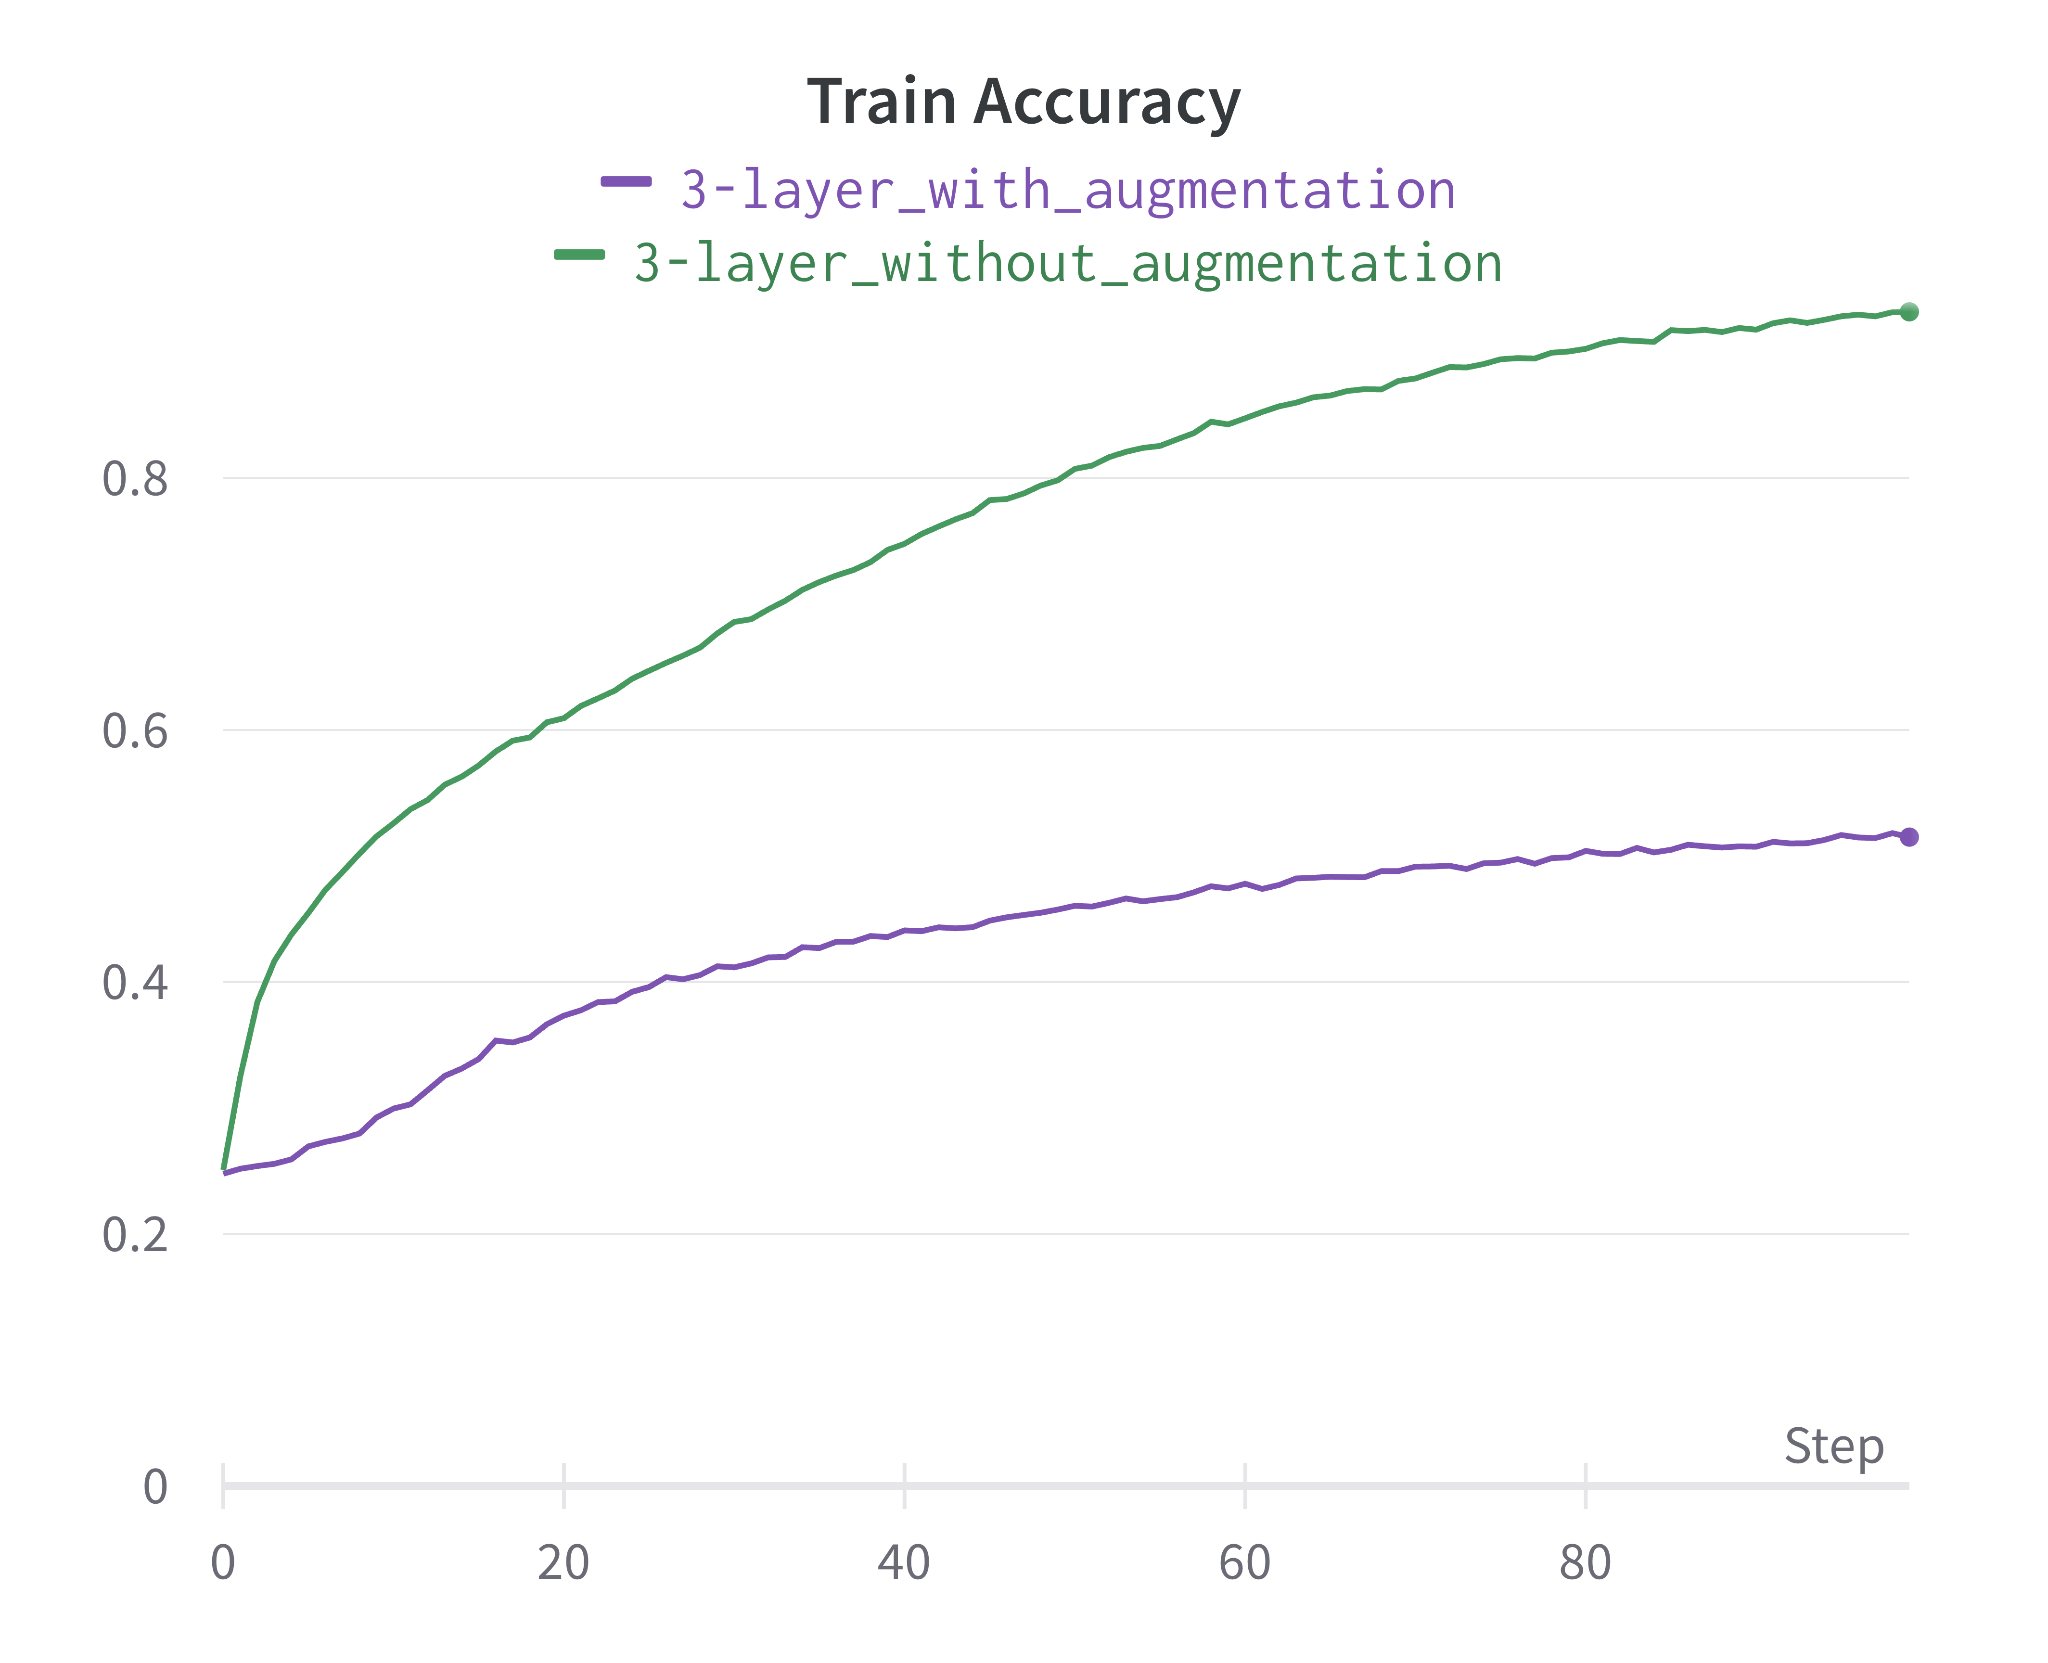 Train Accuracy
3-layer_with_augmentation
3-layer_without_augmentation
0.8
0.6
0.4
0.2
Step
0
0 20 40 60 80